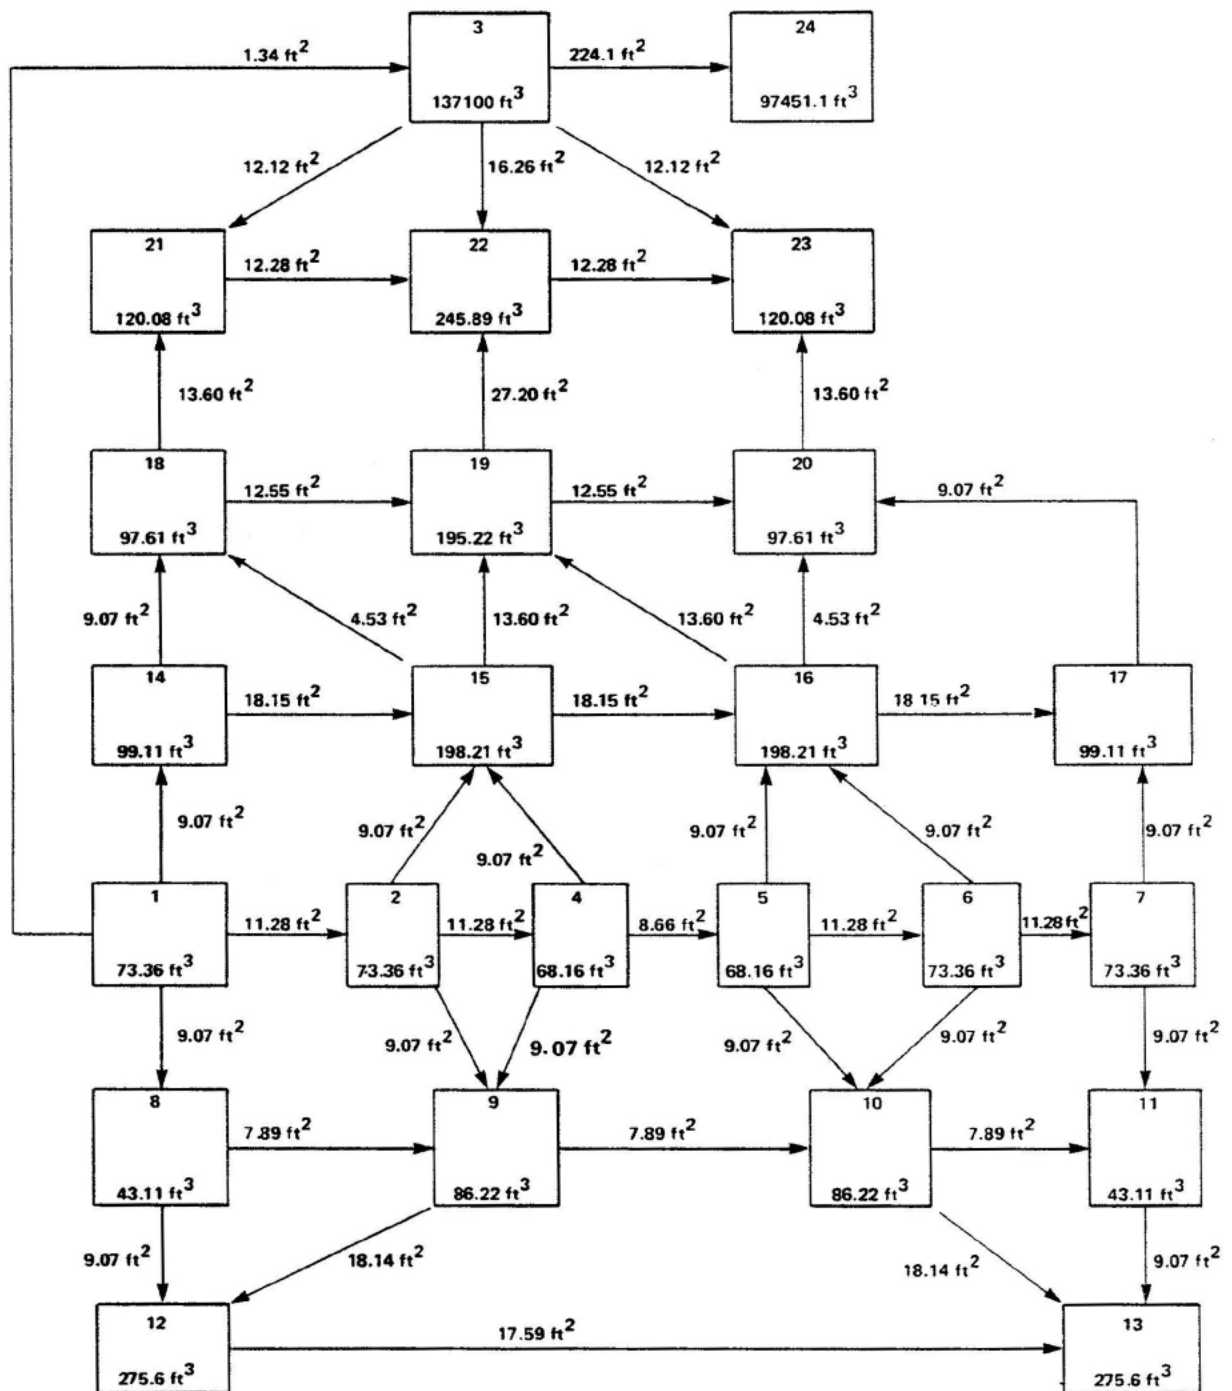 3
24
1.34 ft²
224.1 ft²
137100 ft³
97451.1 ft³
12.12 ft²
16.26 ft²
12.12 ft²
21
22
23
12.28 ft²
12.28 ft²
120.08 ft³
245.89 ft³
120.08 ft³
13.60 ft²
27.20 ft²
13.60 ft²
18
19
20
12.55 ft²
12.55 ft²
9.07 ft²
97.61 ft³
195.22 ft³
97.61 ft³
9.07 ft²
4.53 ft²
13.60 ft²
13.60 ft²
4.53 ft²
14
15
16
17
18.15 ft²
18.15 ft²
18.15 ft²
99.11 ft³
198.21 ft³
198.21 ft³
99.11 ft³
9.07 ft²
9.07 ft²
9.07 ft²
9.07 ft²
9.07 ft²
9.07 ft²
1
2
4
5
6
7
11.28 ft²
11.28 ft²
8.66 ft²
11.28 ft²
11.28 ft²
73.36 ft³
73.36 ft³
68.16 ft³
68.16 ft³
73.36 ft³
73.36 ft³
9.07 ft²
9.07 ft²
9.07 ft²
9.07 ft²
9.07 ft²
9.07 ft²
8
9
10
11
7.89 ft²
7.89 ft²
7.89 ft²
43.11 ft³
86.22 ft³
86.22 ft³
43.11 ft³
9.07 ft²
18.14 ft²
18.14 ft²
9.07 ft²
12
13
17.59 ft²
275.6 ft³
275.6 ft³